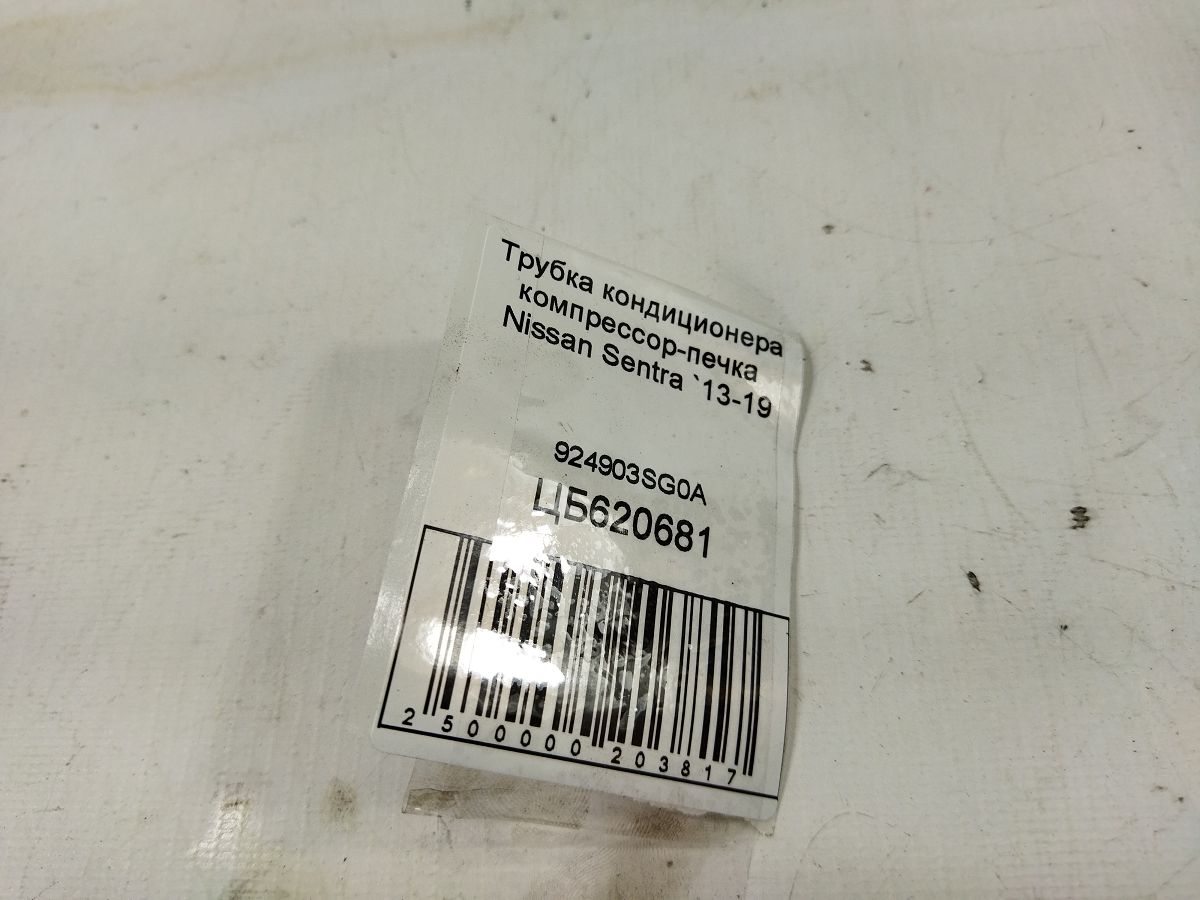 Трубка кондиционера
компрессор-печка
Nissan Sentra `13-19
924903SG0A
ЦБ620681
2 500000 203817